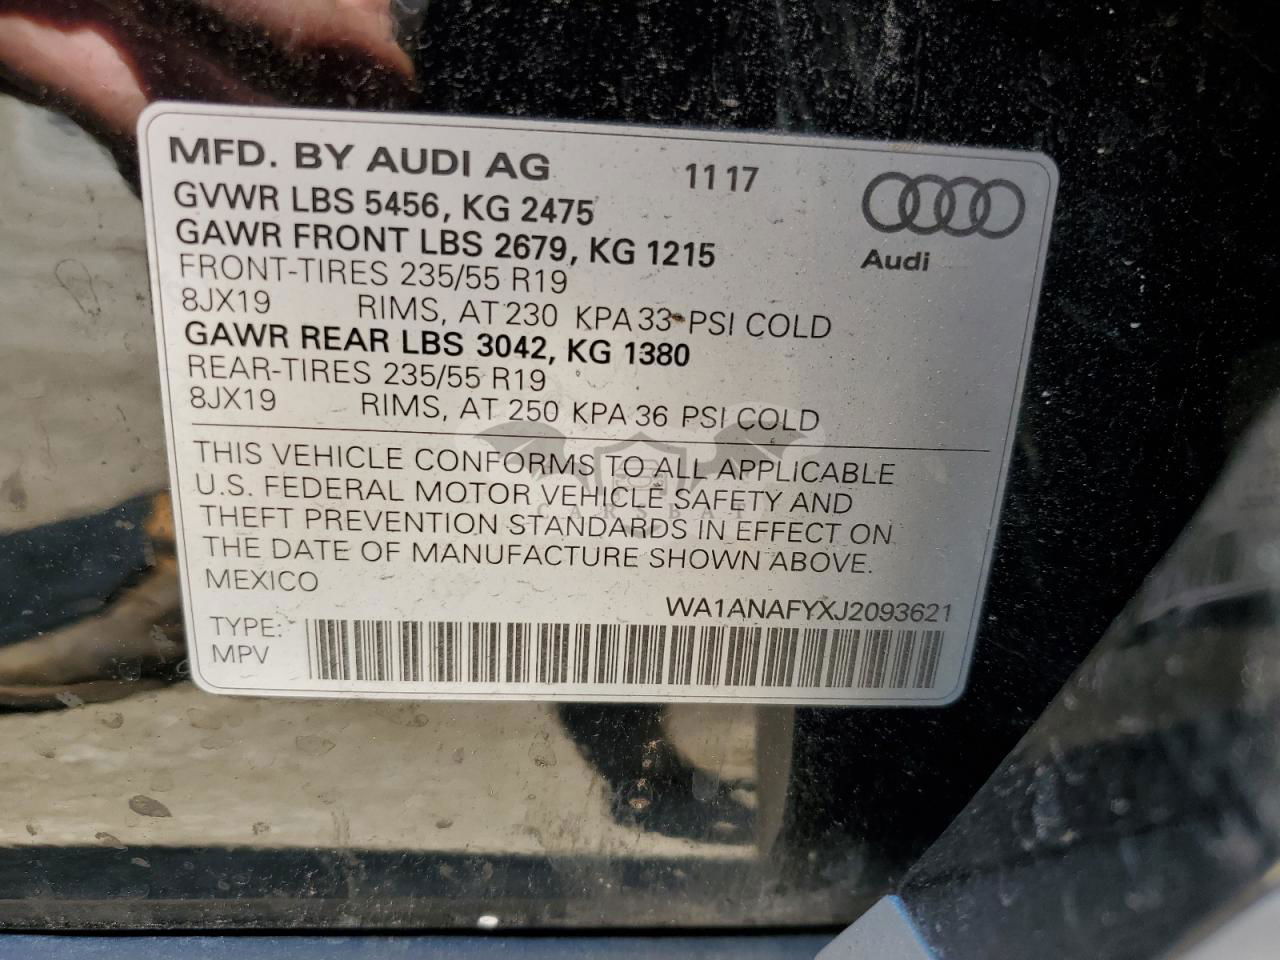 MFD. BY AUDI AG 11 17
GVWR LBS 5456, KG 2475
GAWR FRONT LBS 2679, KG 1215
Audi
FRONT-TIRES 235/55 R19
8JX19 RIMS, AT 230 KPA 33 PSI COLD
GAWR REAR LBS 3042, KG 1380
REAR-TIRES 235/55 R19
8JX19 RIMS, AT 250 KPA 36 PSI COLD
THIS VEHICLE CONFORMS TO ALL APPLICABLE
U.S. FEDERAL MOTOR VEHICLE SAFETY AND
CARSBAT
THEFT PREVENTION STANDARDS IN EFFECT ON
THE DATE OF MANUFACTURE SHOWN ABOVE.
MEXICO
WA1ANAFYXJ2093621
TYPE:
MPV